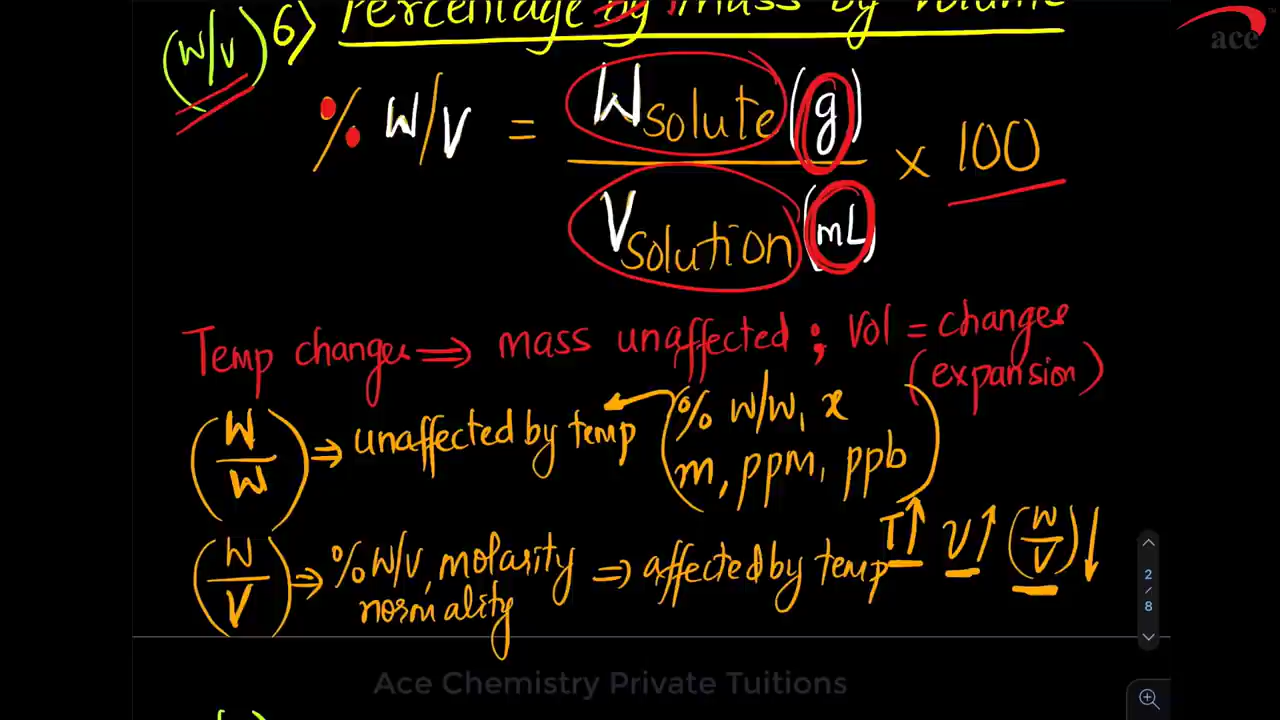 (W/V) 6) Percentage by mass by volume
ace
% W/V = W solute (g) / V solution (mL) × 100
Temp changes ⇒ mass unaffected ; Vol = changes
(expansion)
(W/W) ⇒ unaffected by temp (% W/W, x
m, ppm, ppb)
(W/V) ⇒ % W/V, molarity
normality ⇒ affected by temp T↑ V↑ (W/V)↓
2
/
8
Ace Chemistry Private Tuitions